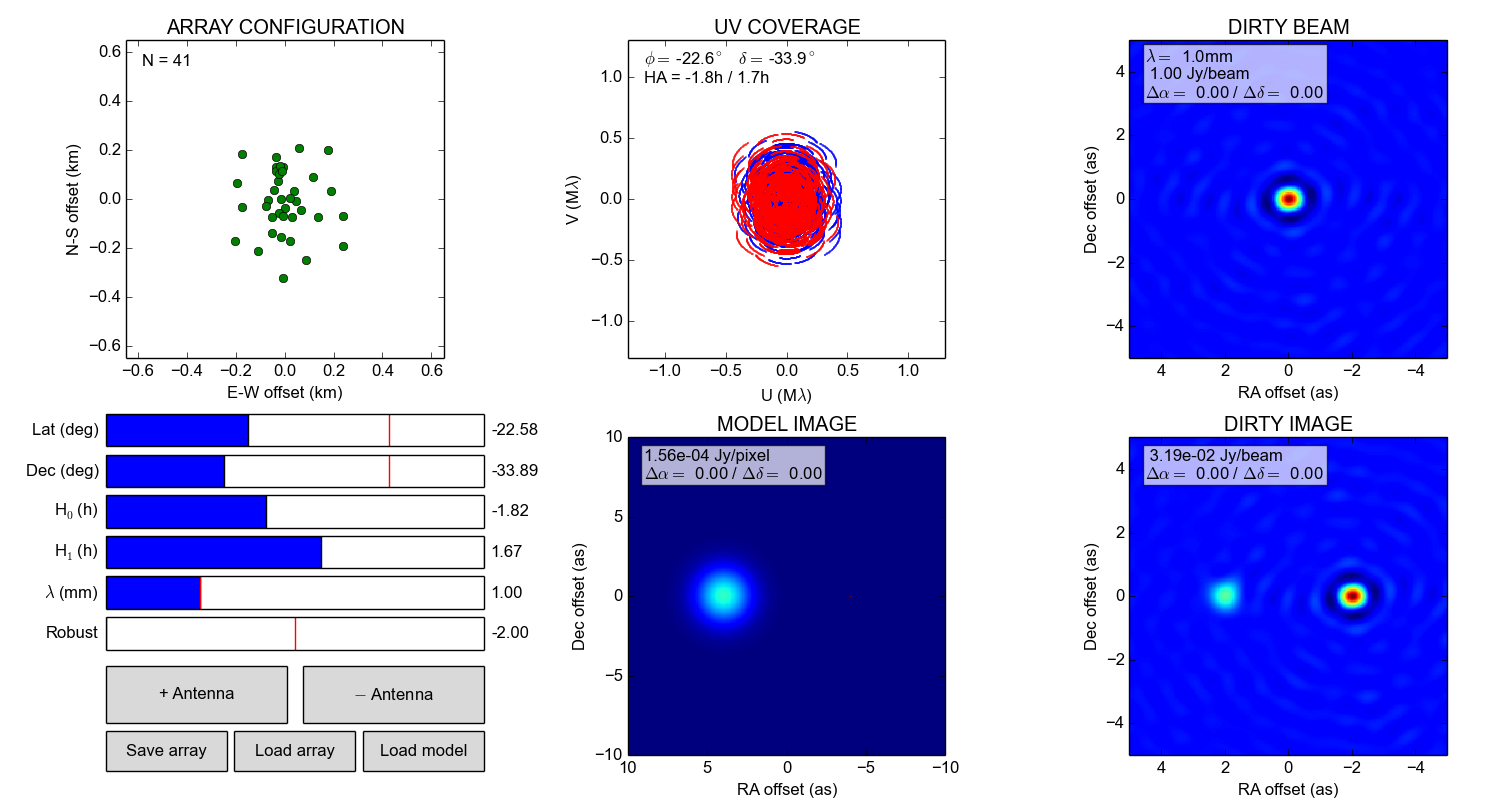 ARRAY CONFIGURATION
N = 41
0.6
0.4
0.2
0.0
−0.2
−0.4
−0.6
N-S offset (km)
−0.6 −0.4 −0.2 0.0 0.2 0.4 0.6
E-W offset (km)
UV COVERAGE
ϕ = -22.6° δ = -33.9°
HA = -1.8h / 1.7h
1.0
0.5
0.0
−0.5
−1.0
V (Mλ)
−1.0 −0.5 0.0 0.5 1.0
U (Mλ)
DIRTY BEAM
λ = 1.0mm
1.00 Jy/beam
Δα = 0.00 / Δδ = 0.00
4
2
0
−2
−4
Dec offset (as)
4 2 0 −2 −4
RA offset (as)
Lat (deg) -22.58
Dec (deg) -33.89
H₀ (h) -1.82
H₁ (h) 1.67
λ (mm) 1.00
Robust -2.00
+ Antenna − Antenna
Save array Load array Load model
MODEL IMAGE
1.56e-04 Jy/pixel
Δα = 0.00 / Δδ = 0.00
10
5
0
−5
−10
Dec offset (as)
10 5 0 −5 −10
RA offset (as)
DIRTY IMAGE
3.19e-02 Jy/beam
Δα = 0.00 / Δδ = 0.00
4
2
0
−2
−4
Dec offset (as)
4 2 0 −2 −4
RA offset (as)